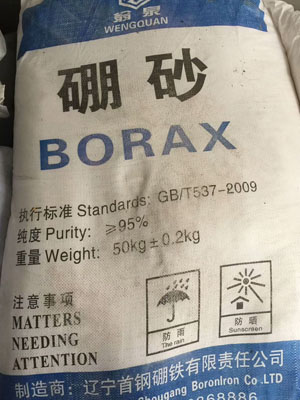 翁泉
WENGQUAN
硼砂
BORAX
执行标准 Standards: GB/T537-2009
纯度 Purity: ≥95%
重量 Weight: 50kg±0.2kg
注意事项
MATTERS
NEEDING
ATTENTION
防雨
The rain
防晒
Sunscreen
制造商：辽宁首钢硼铁有限责任公司
Shougang BoronIron Co LTD
268886